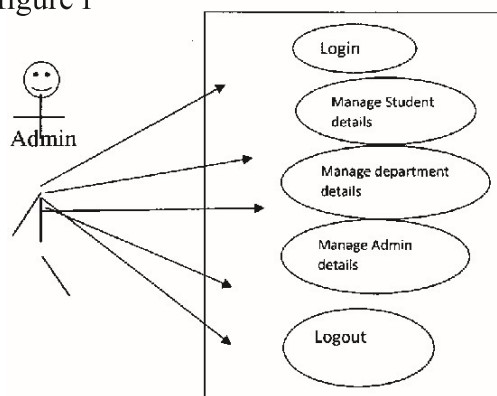 figure 1
Login
Manage Student
details
Admin
Manage department
details
Manage Admin
details
Logout